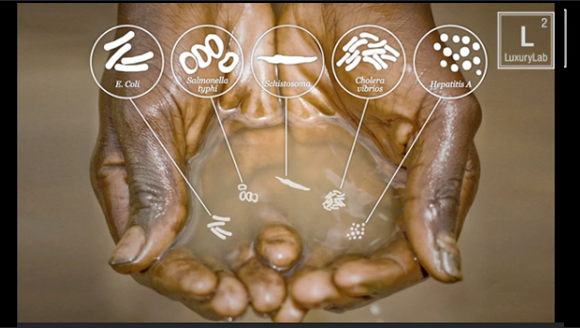 E. Coli
Salmonella
typhi
Schistosoma
Cholera
vibrios
Hepatitis A
L 2
LuxuryLab